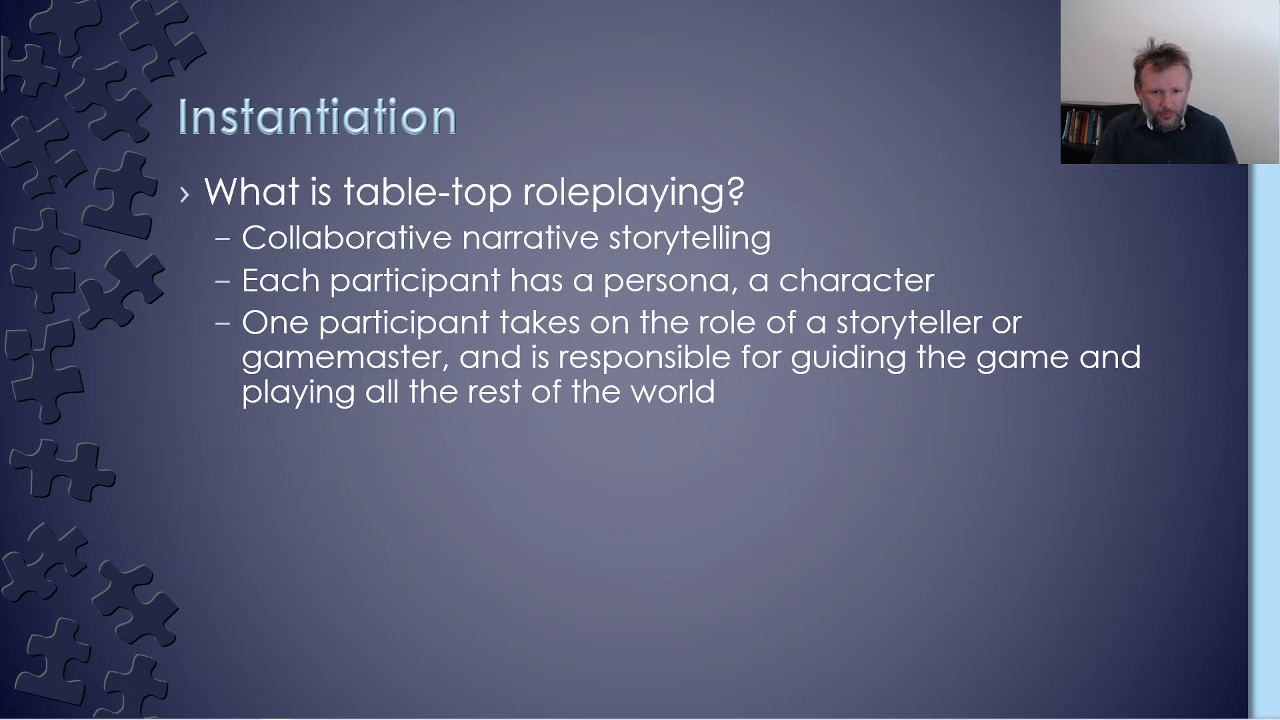 Instantiation
› What is table-top roleplaying?
– Collaborative narrative storytelling
– Each participant has a persona, a character
– One participant takes on the role of a storyteller or
gamemaster, and is responsible for guiding the game and
playing all the rest of the world